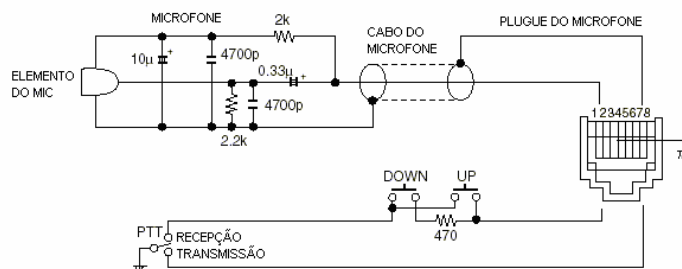 MICROFONE
2k
CABO DO
MICROFONE
PLUGUE DO MICROFONE
ELEMENTO
DO MIC
10μ
+
4700p
0.33μ
+
4700p
2.2k
12345678
DOWN
UP
470
PTT
RECEPÇÃO
TRANSMISSÃO